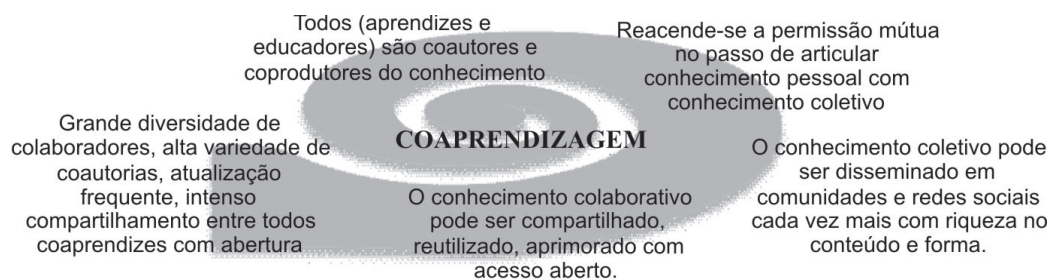 Todos (aprendizes e
educadores) são coautores e
coprodutores do conhecimento
Reacende-se a permissão mútua
no passo de articular
conhecimento pessoal com
conhecimento coletivo
Grande diversidade de
colaboradores, alta variedade de
coautorias, atualização
frequente, intenso
compartilhamento entre todos
coaprendizes com abertura
COAPRENDIZAGEM
O conhecimento colaborativo
pode ser compartilhado,
reutilizado, aprimorado com
acesso aberto.
O conhecimento coletivo pode
ser disseminado em
comunidades e redes sociais
cada vez mais com riqueza no
conteúdo e forma.